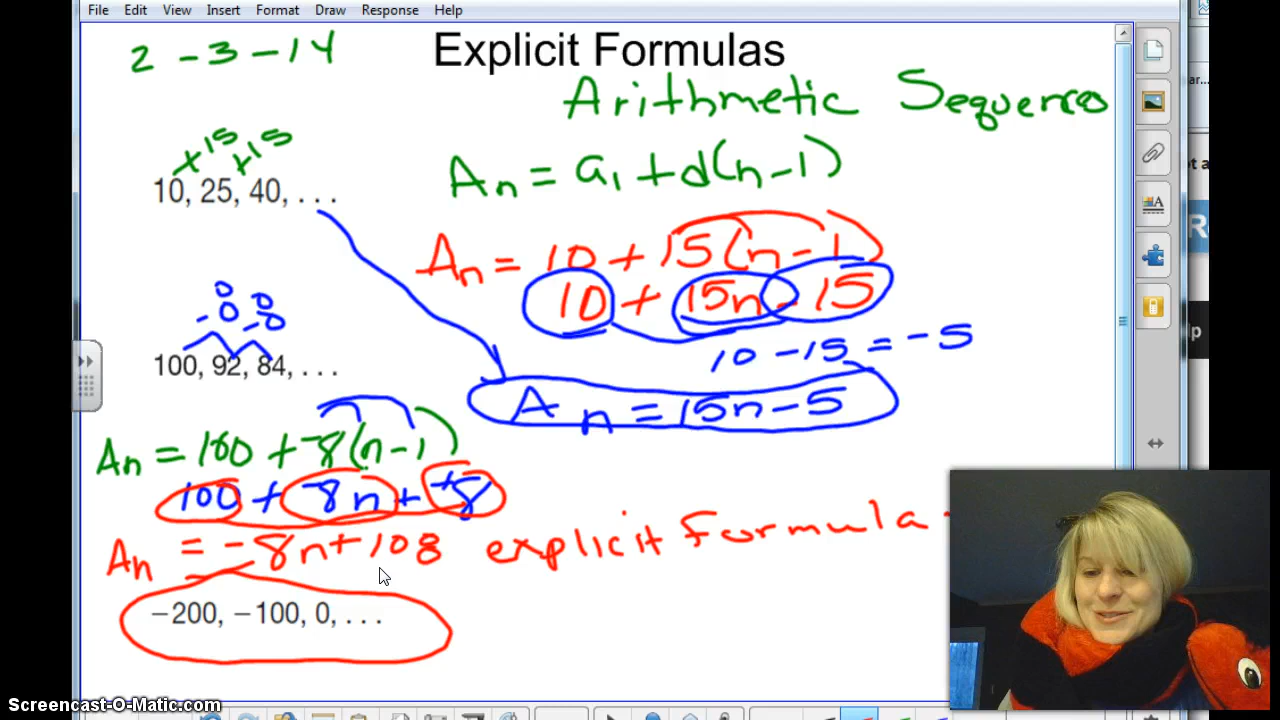 File Edit View Insert Format Draw Response Help
2 - 3 - 14
Explicit Formulas
Arithmetic Sequences
+15 +15
10, 25, 40, . . .
An = a1 + d(n - 1)
An = 10 + 15(n - 1)
10 + 15n - 15
10 - 15 = -5
An = 15n - 5
-8 -8
100, 92, 84, . . .
An = 100 + -8(n - 1)
100 + -8n + +8
An = -8n + 108 explicit formula
−200, −100, 0, . . .
Screencast-O-Matic.com